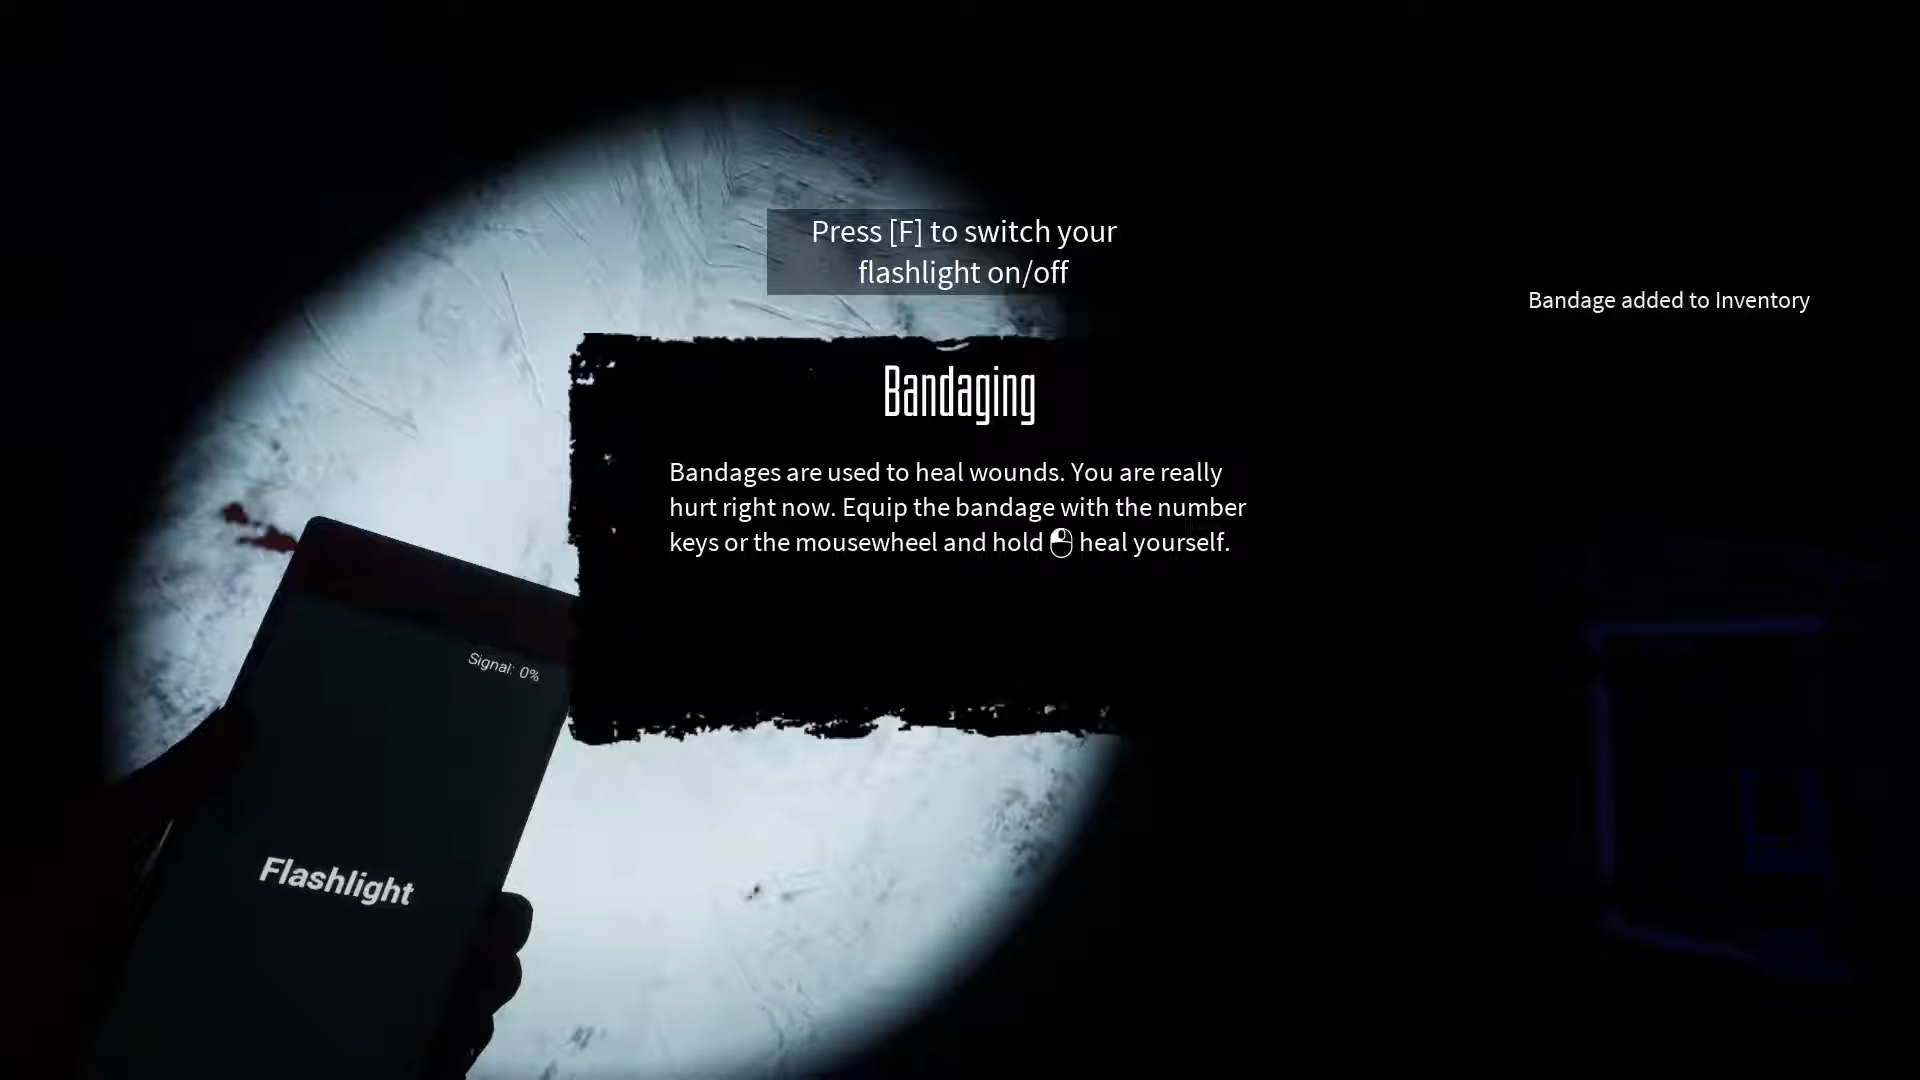 Press [F] to switch your
flashlight on/off
Bandage added to Inventory
Bandaging
Bandages are used to heal wounds. You are really
hurt right now. Equip the bandage with the number
keys or the mousewheel and hold heal yourself.
Signal: 0%
Flashlight